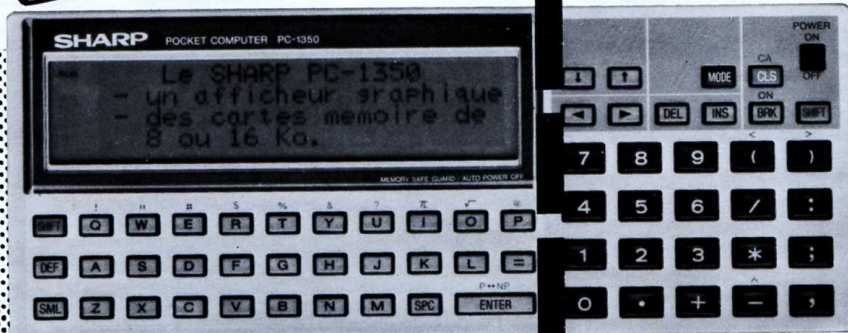 SHARP POCKET COMPUTER PC-1350
POWER
ON
OFF
RUN
Le SHARP PC-1350
- un afficheur graphique
- des cartes memoire de
8 ou 16 Ko.
MEMORY SAFE GUARD / AUTO POWER OFF
↓ ↑ MODE CA CLS
◄ ► DEL INS ON BRK SHIFT
< >
7 8 9 ( )
4 5 6 / :
1 2 3 * ;
^
0 • + − ,
! " # $ % & ? π √ @
SHIFT Q W E R T Y U I O P
DEF A S D F G H J K L =
P↔NP
SML Z X C V B N M SPC ENTER